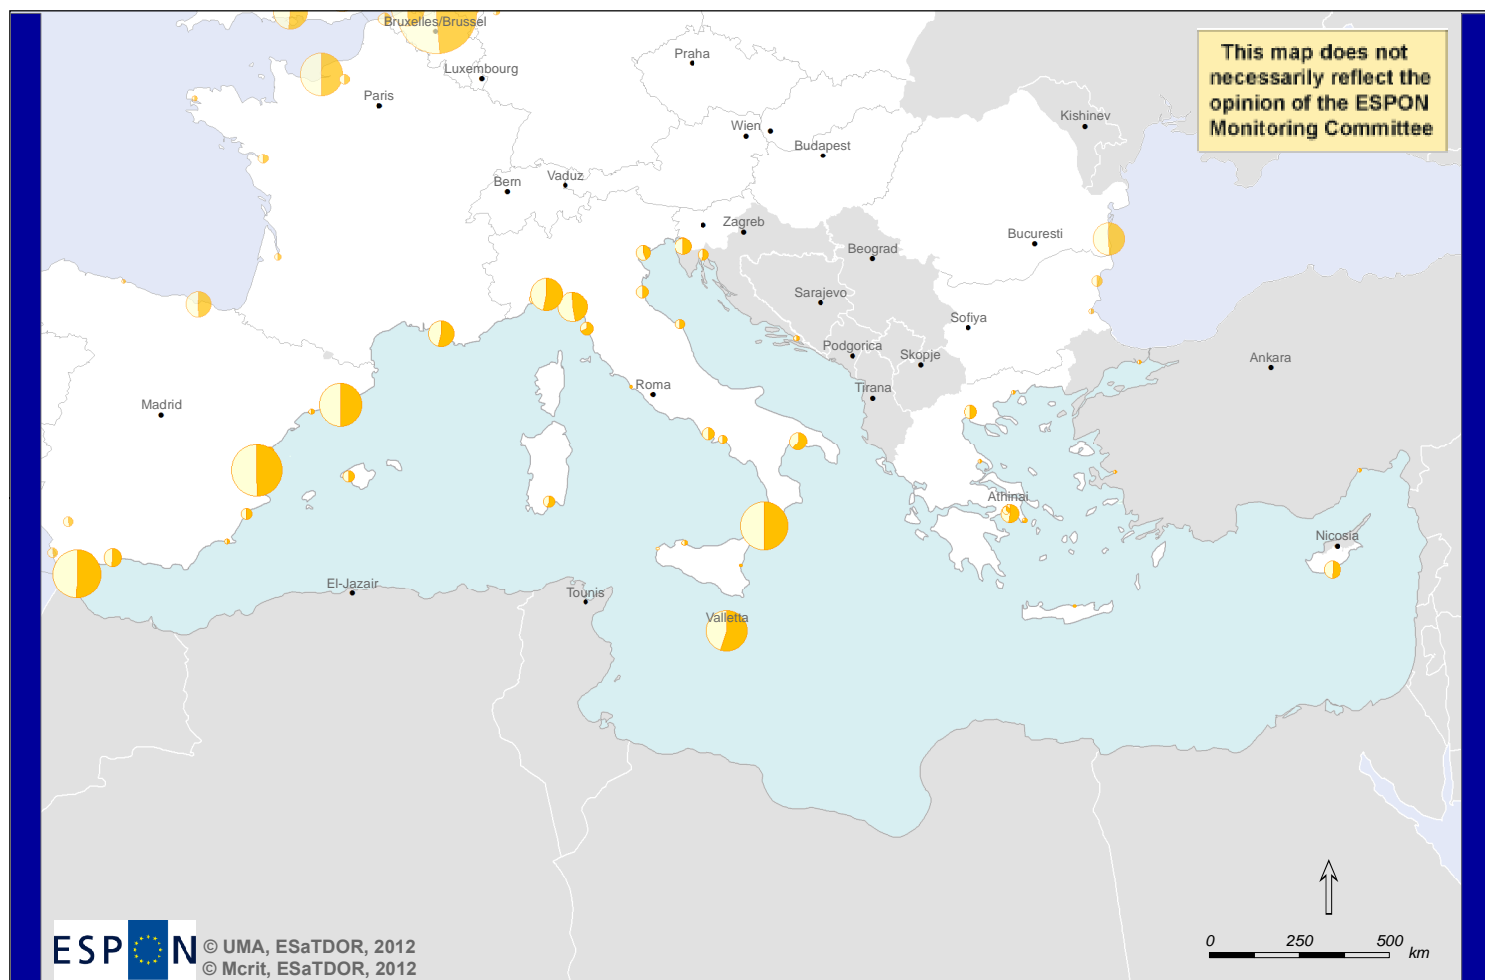 Bruxelles/Brussel
Praha
Luxembourg
Paris
This map does not
necessarily reflect the
opinion of the ESPON
Monitoring Committee
Kishinev
Wien
Budapest
Bern
Vaduz
Zagreb
Bucuresti
Beograd
Sarajevo
Sofiya
Podgorica
Skopje
Ankara
Tirana
Roma
Madrid
Athinai
Nicosia
El-Jazair
Tounis
Valletta
ESPON
© UMA, ESaTDOR, 2012
© Mcrit, ESaTDOR, 2012
0 250 500 km